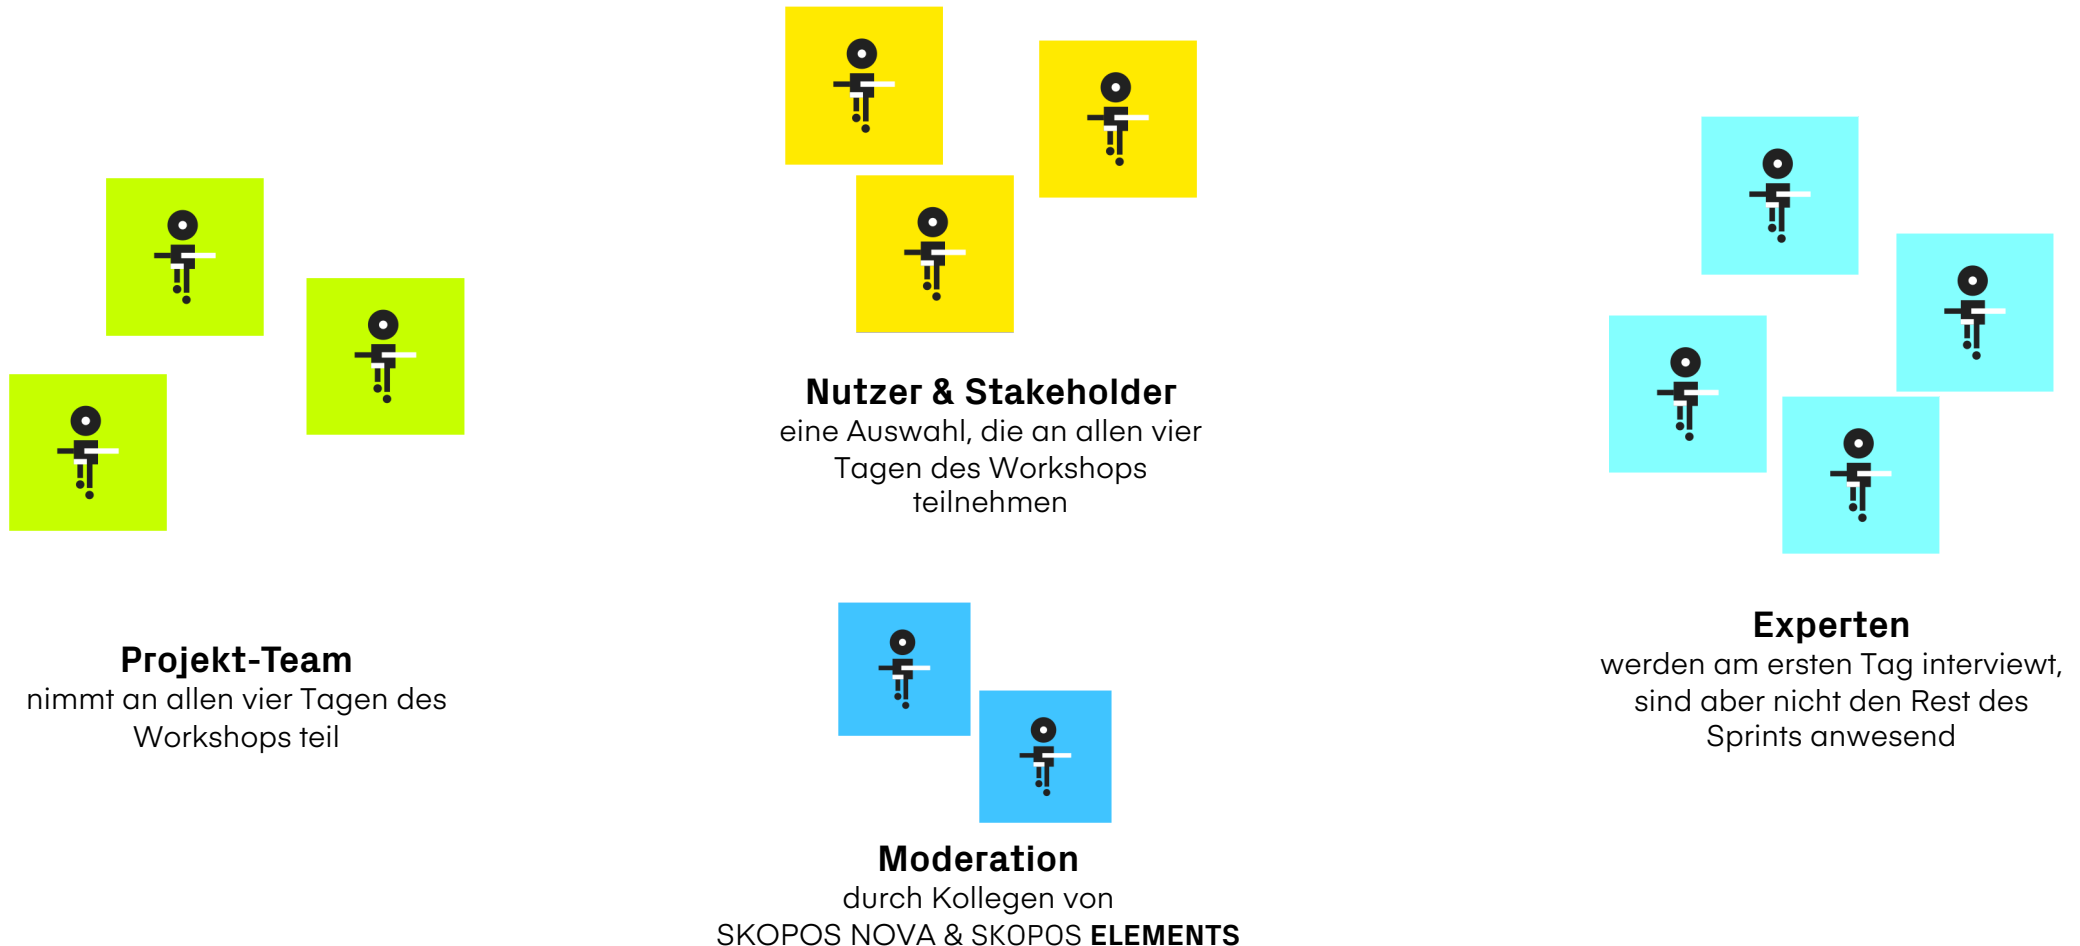 Nutzer & Stakeholder
eine Auswahl, die an allen vier
Tagen des Workshops
teilnehmen
Projekt-Team
nimmt an allen vier Tagen des
Workshops teil
Experten
werden am ersten Tag interviewt,
sind aber nicht den Rest des
Sprints anwesend
Moderation
durch Kollegen von
SKOPOS NOVA & SKOPOS ELEMENTS